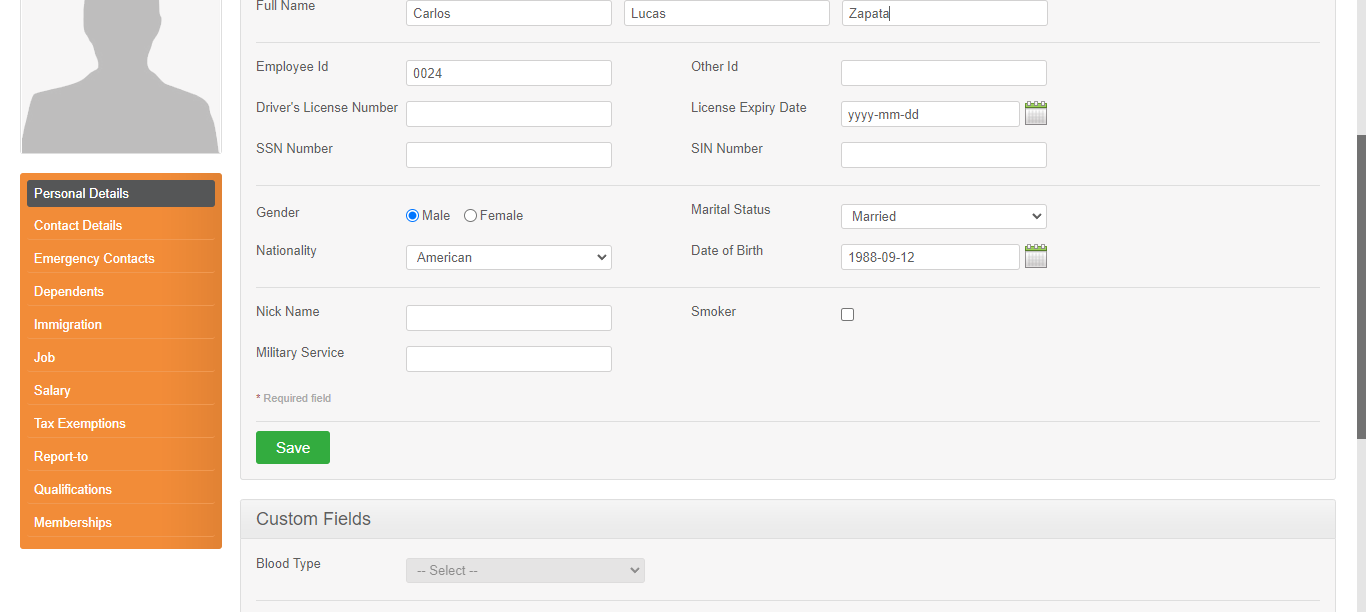 Full Name Carlos Lucas Zapata
Employee Id 0024 Other Id
Driver's License Number License Expiry Date yyyy-mm-dd
SSN Number SIN Number
Gender Male Female Marital Status Married
Nationality American Date of Birth 1988-09-12
Nick Name Smoker
Military Service
* Required field
Save
Personal Details
Contact Details
Emergency Contacts
Dependents
Immigration
Job
Salary
Tax Exemptions
Report-to
Qualifications
Memberships
Custom Fields
Blood Type -- Select --